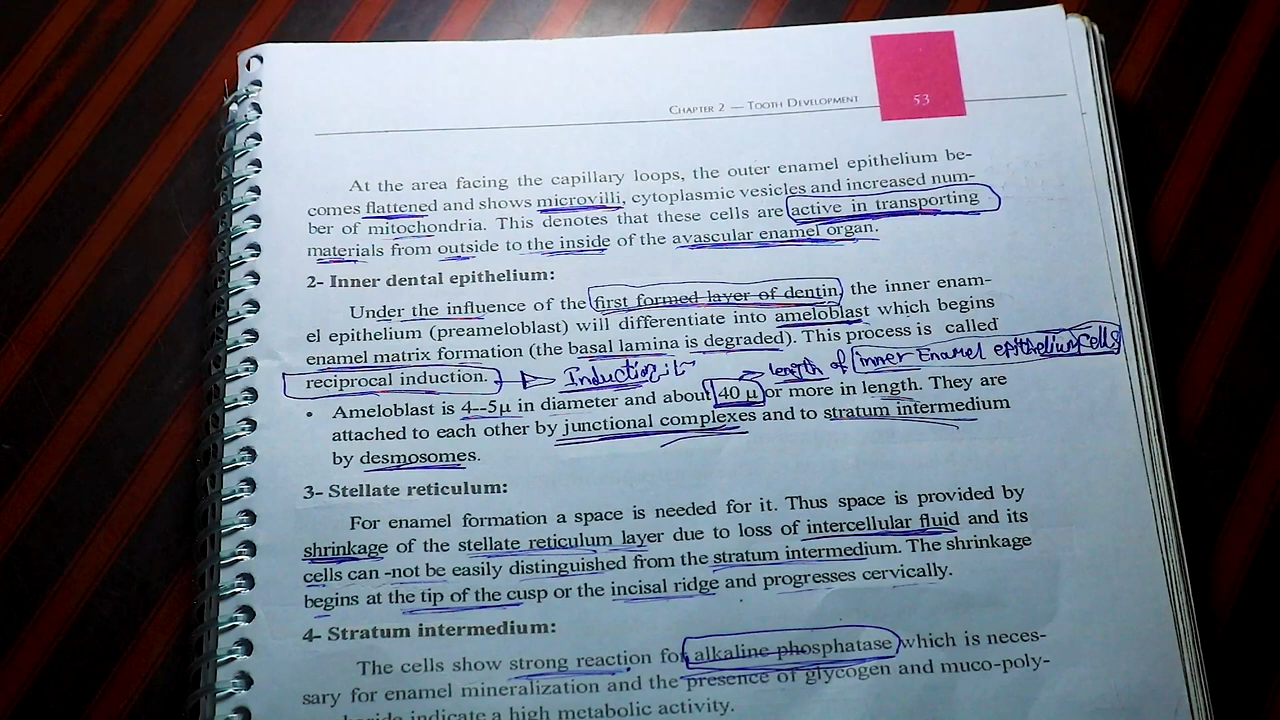 CHAPTER 2 — TOOTH DEVELOPMENT
53
At the area facing the capillary loops, the outer enamel epithelium be-
comes flattened and shows microvilli, cytoplasmic vesicles and increased num-
ber of mitochondria. This denotes that these cells are active in transporting
materials from outside to the inside of the avascular enamel organ.
2- Inner dental epithelium:
Under the influence of the first formed layer of dentin, the inner enam-
el epithelium (preameloblast) will differentiate into ameloblast which begins
enamel matrix formation (the basal lamina is degraded). This process is called
reciprocal induction.
length of inner Enamel epithelium cells
Ameloblast is 4--5µ in diameter and about 40 µ or more in length. They are
attached to each other by junctional complexes and to stratum intermedium
by desmosomes.
3- Stellate reticulum:
For enamel formation a space is needed for it. Thus space is provided by
shrinkage of the stellate reticulum layer due to loss of intercellular fluid and its
cells can -not be easily distinguished from the stratum intermedium. The shrinkage
begins at the tip of the cusp or the incisal ridge and progresses cervically.
4- Stratum intermedium:
The cells show strong reaction for alkaline phosphatase which is neces-
sary for enamel mineralization and the presence of glycogen and muco-poly-
indicate a high metabolic activity.